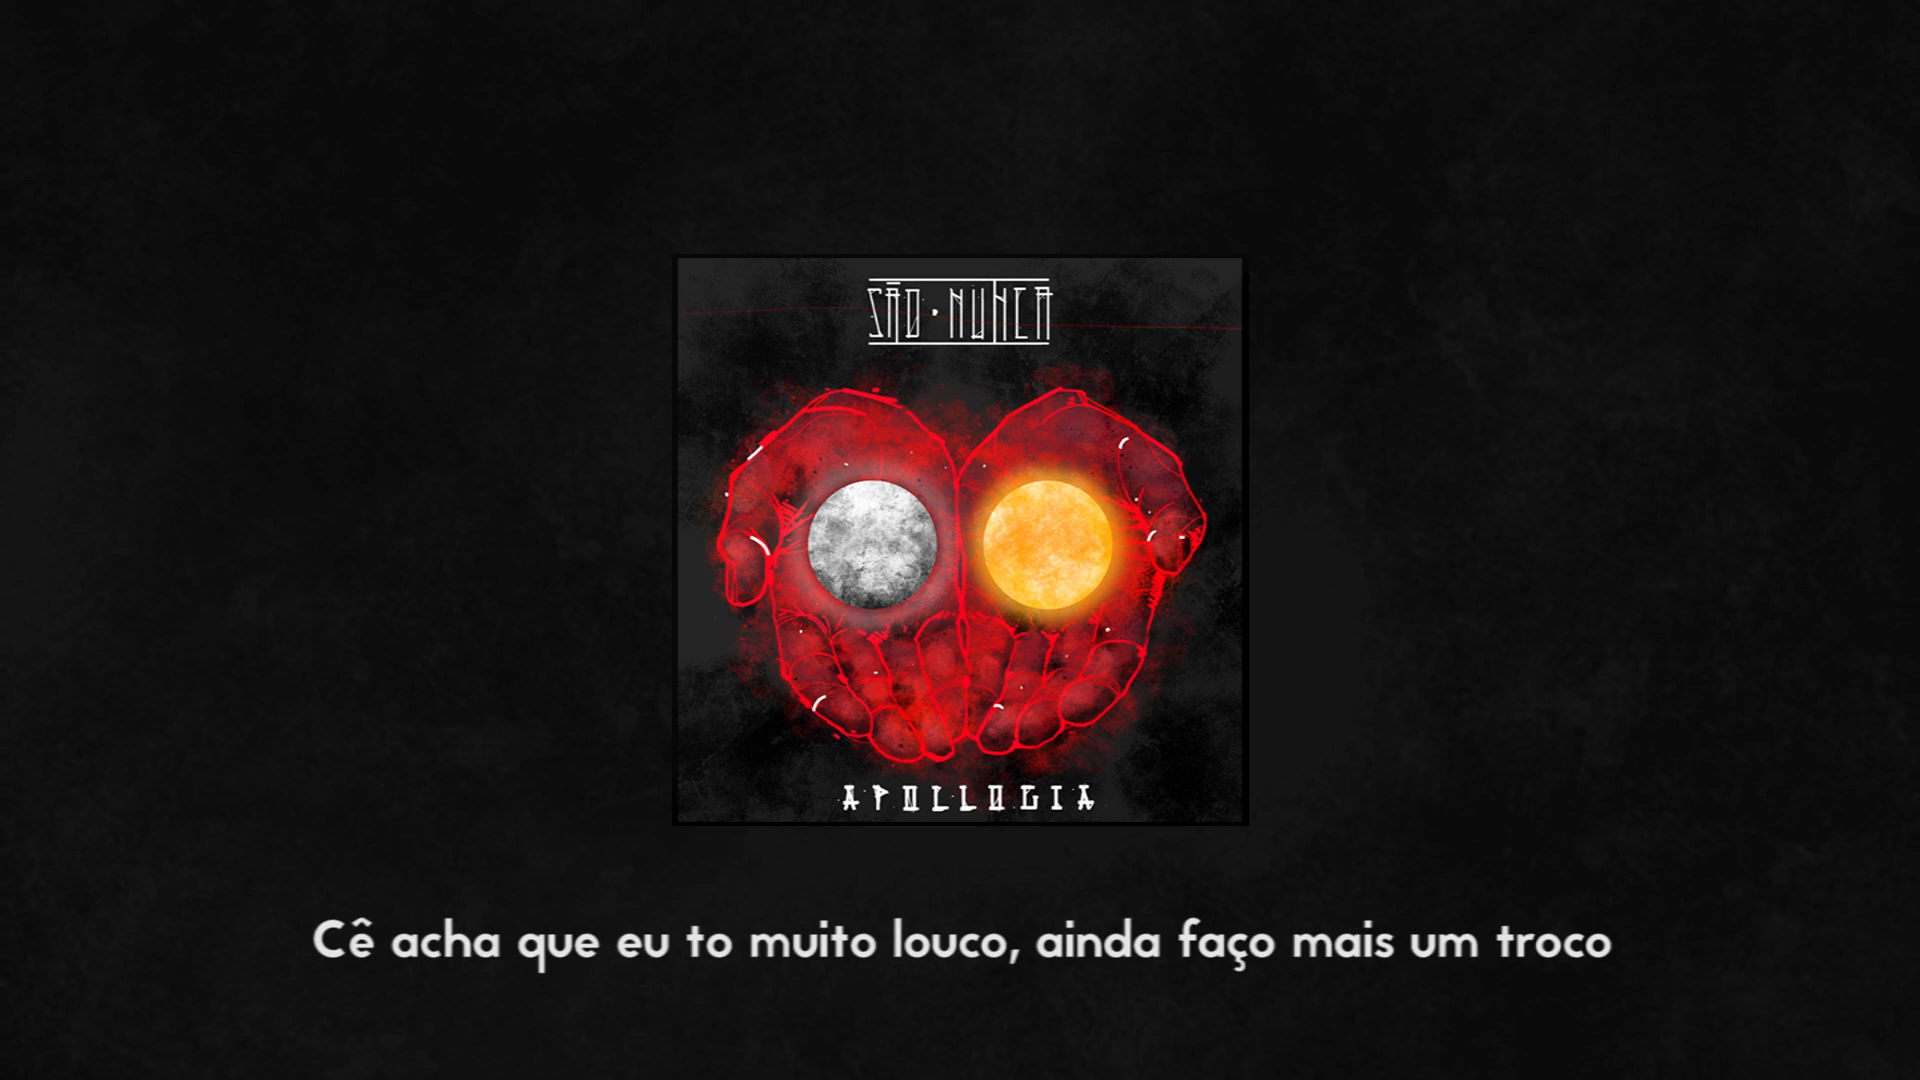 SÃO·NUNCA
APOLLOGIA
Cê acha que eu to muito louco, ainda faço mais um troco